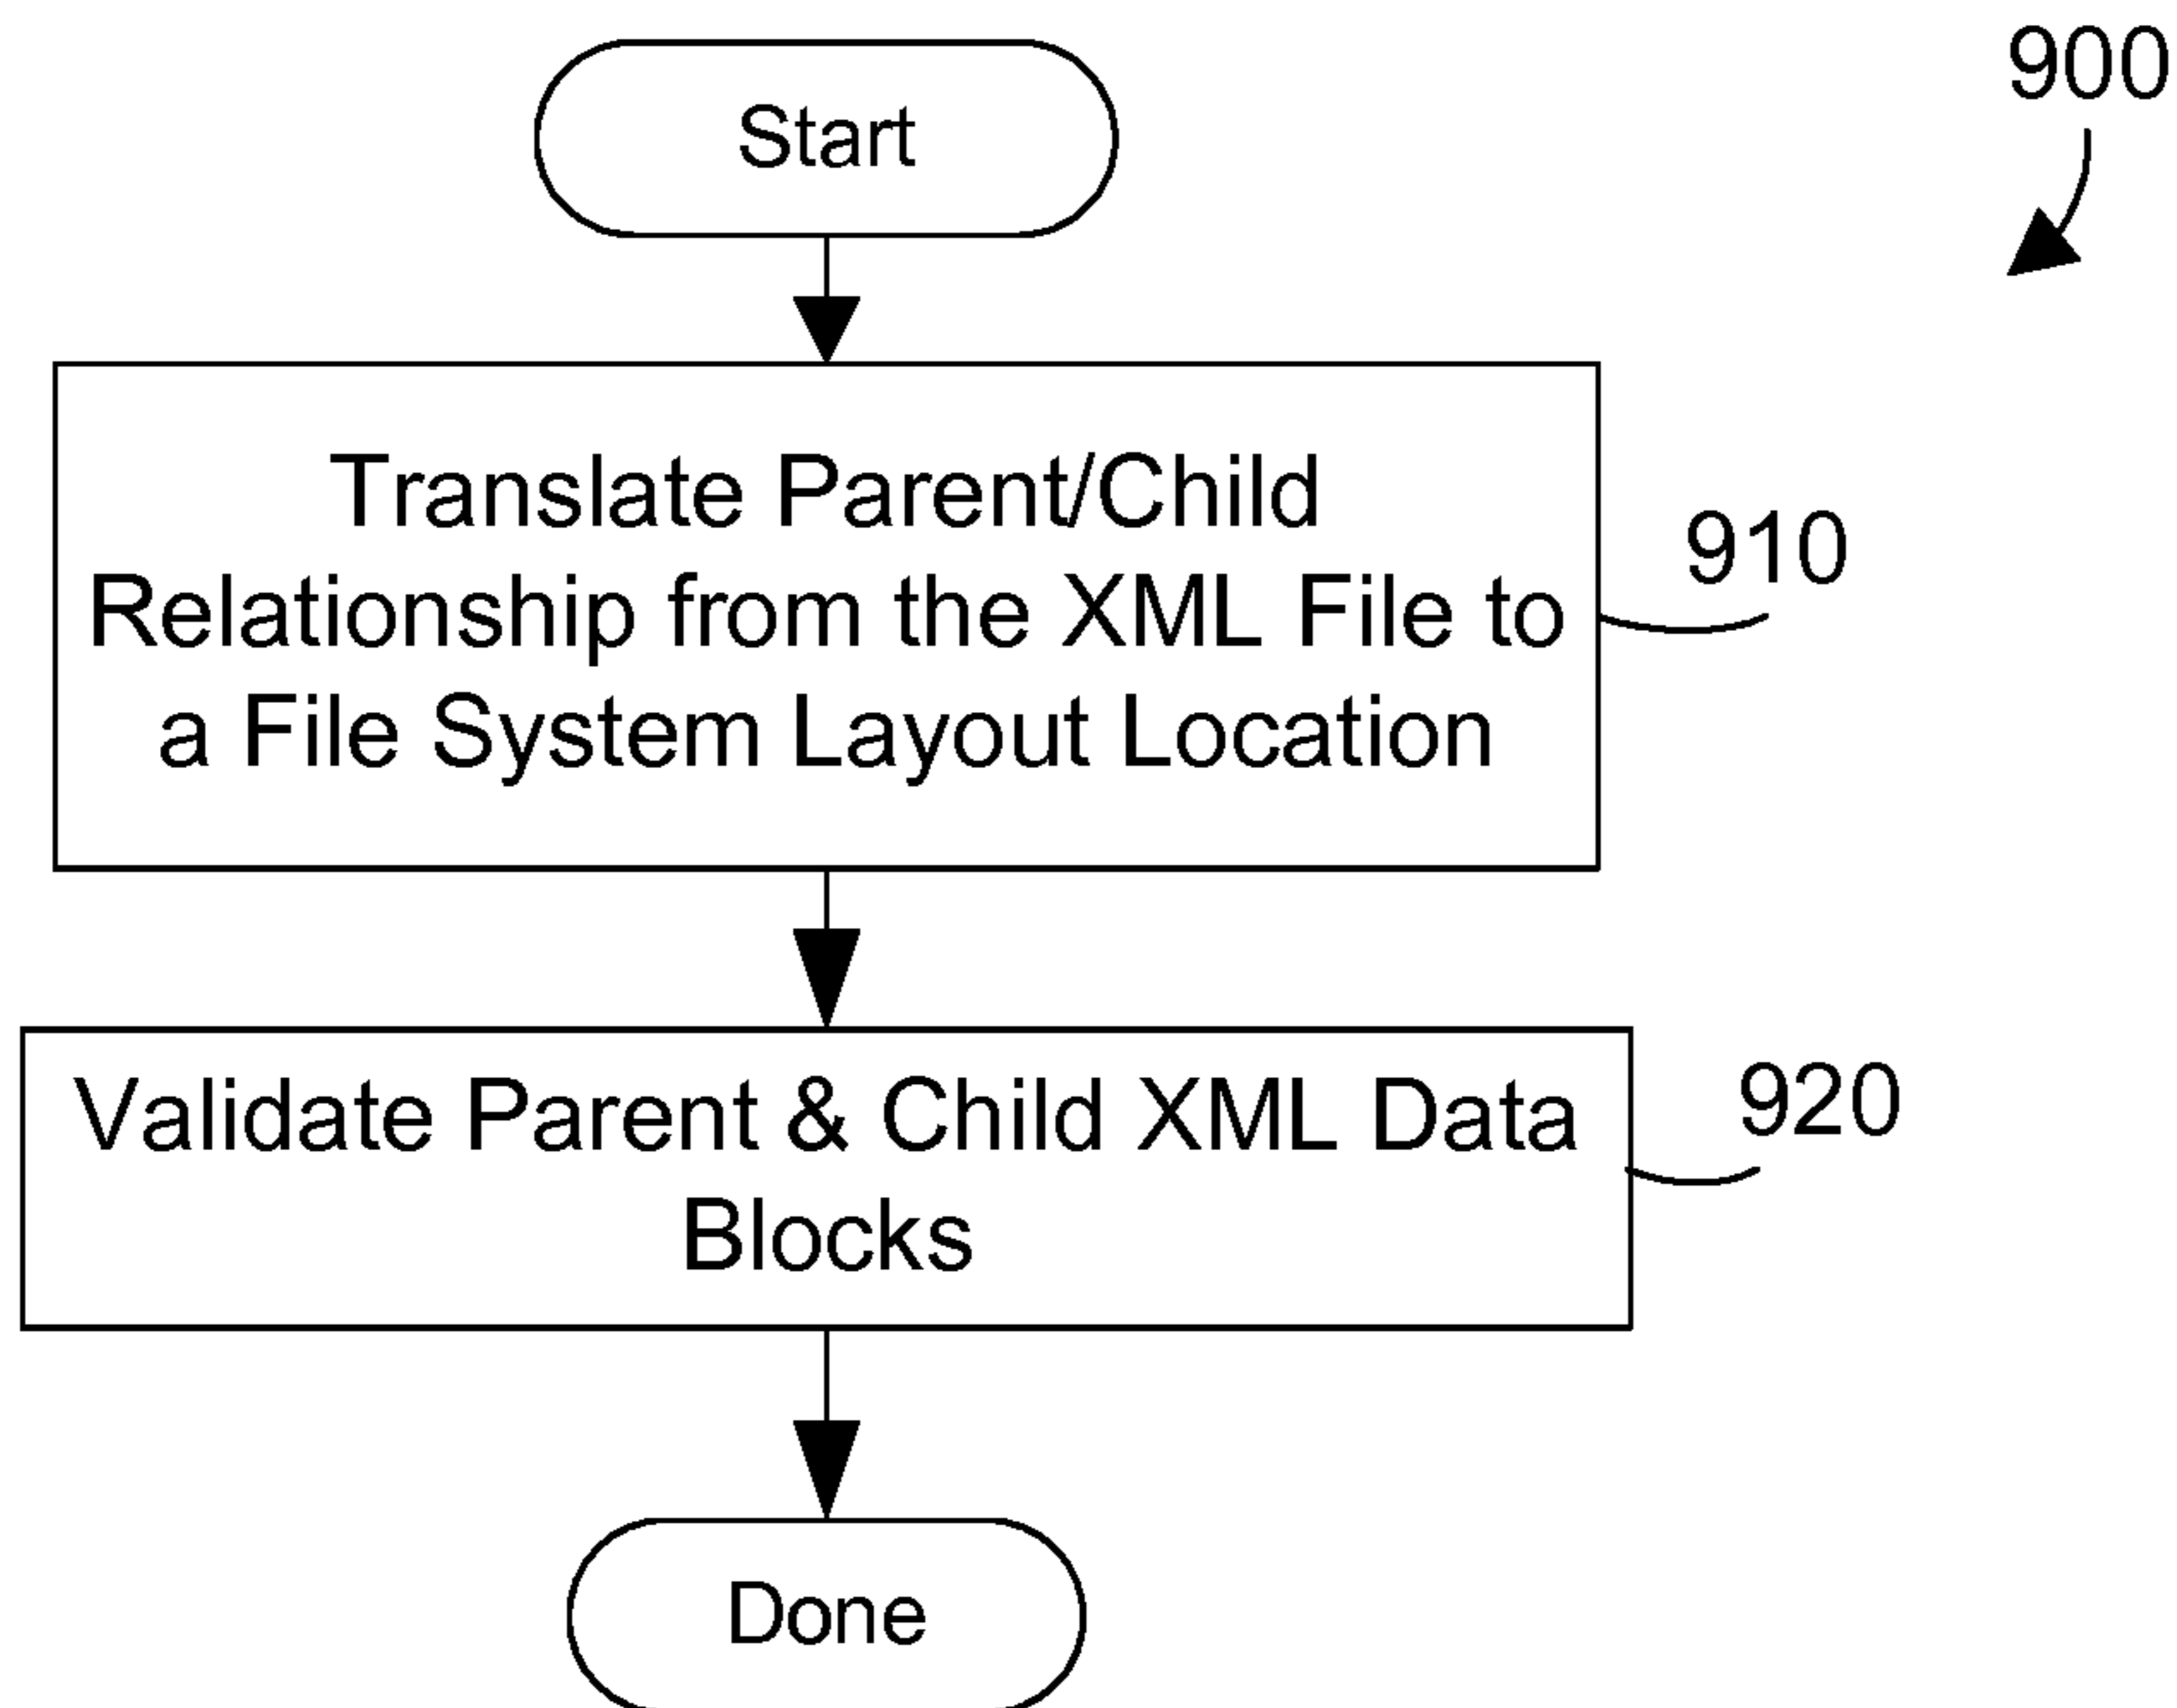 900
Start
Translate Parent/Child
Relationship from the XML File to
a File System Layout Location
910
Validate Parent & Child XML Data
Blocks
920
Done